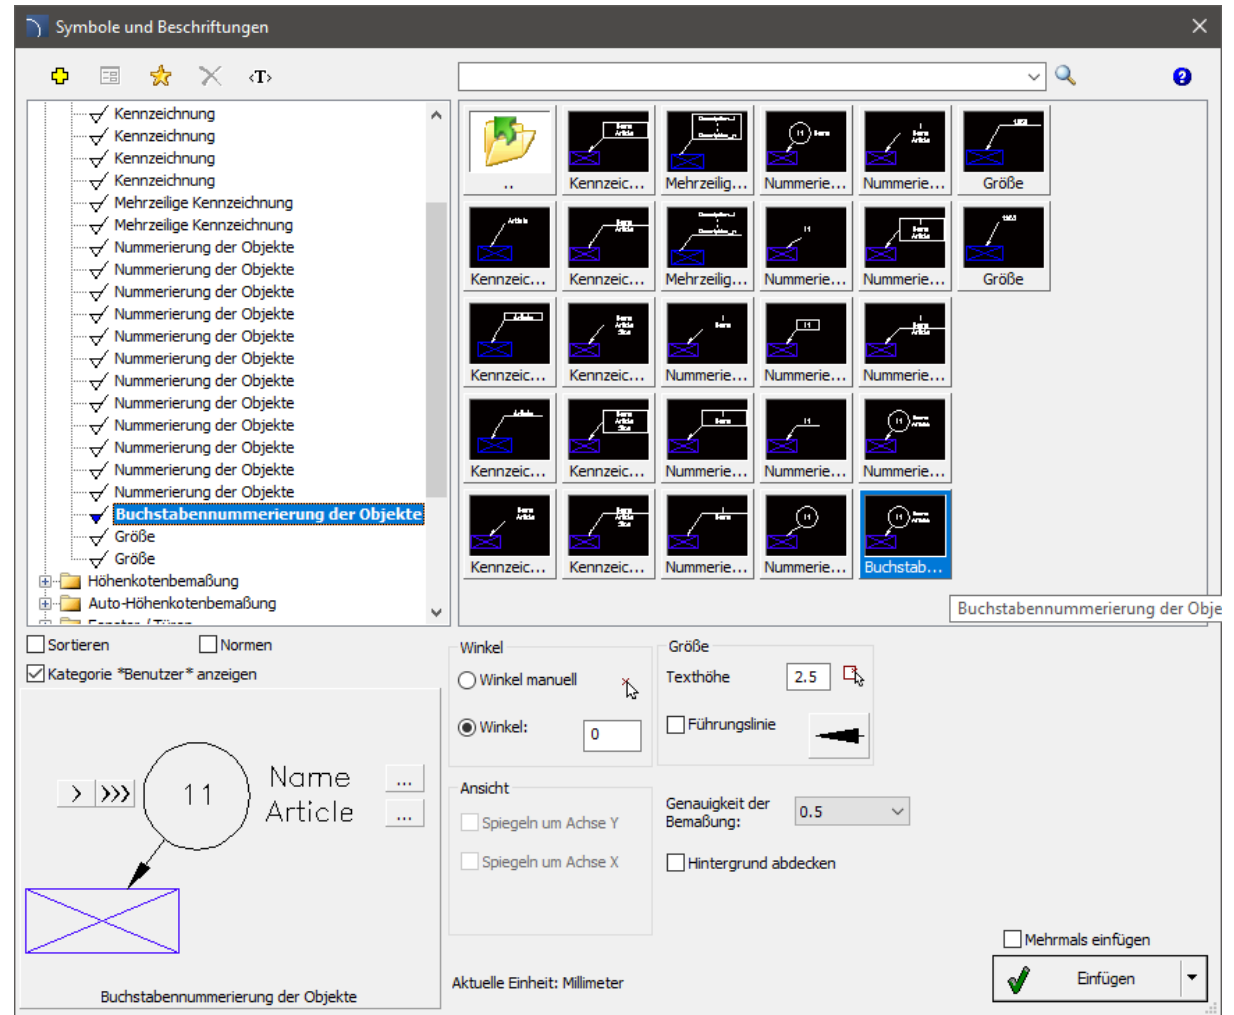 Symbole und Beschriftungen
<T>
Kennzeichnung
Kennzeichnung
Kennzeichnung
Kennzeichnung
Mehrzeilige Kennzeichnung
Mehrzeilige Kennzeichnung
Nummerierung der Objekte
Nummerierung der Objekte
Nummerierung der Objekte
Nummerierung der Objekte
Nummerierung der Objekte
Nummerierung der Objekte
Nummerierung der Objekte
Nummerierung der Objekte
Nummerierung der Objekte
Nummerierung der Objekte
Nummerierung der Objekte
Nummerierung der Objekte
Buchstabennummerierung der Objekte
Größe
Größe
Höhenkotenbemaßung
Auto-Höhenkotenbemaßung
Fenster / Türen
.. Kennzeic... Mehrzeilig... Nummerie... Nummerie... Größe
Kennzeic... Kennzeic... Mehrzeilig... Nummerie... Nummerie... Größe
Kennzeic... Kennzeic... Nummerie... Nummerie... Nummerie...
Kennzeic... Kennzeic... Nummerie... Nummerie... Nummerie...
Kennzeic... Kennzeic... Nummerie... Nummerie... Buchstab...
Buchstabennummerierung der Obje
Sortieren Normen
Kategorie *Benutzer* anzeigen
11 Name ...
Article ...
Buchstabennummerierung der Objekte
Winkel
Winkel manuell
Winkel: 0
Größe
Texthöhe 2.5
Führungslinie
Ansicht
Spiegeln um Achse Y
Spiegeln um Achse X
Genauigkeit der
Bemaßung: 0.5
Hintergrund abdecken
Aktuelle Einheit: Millimeter
Mehrmals einfügen
Einfügen